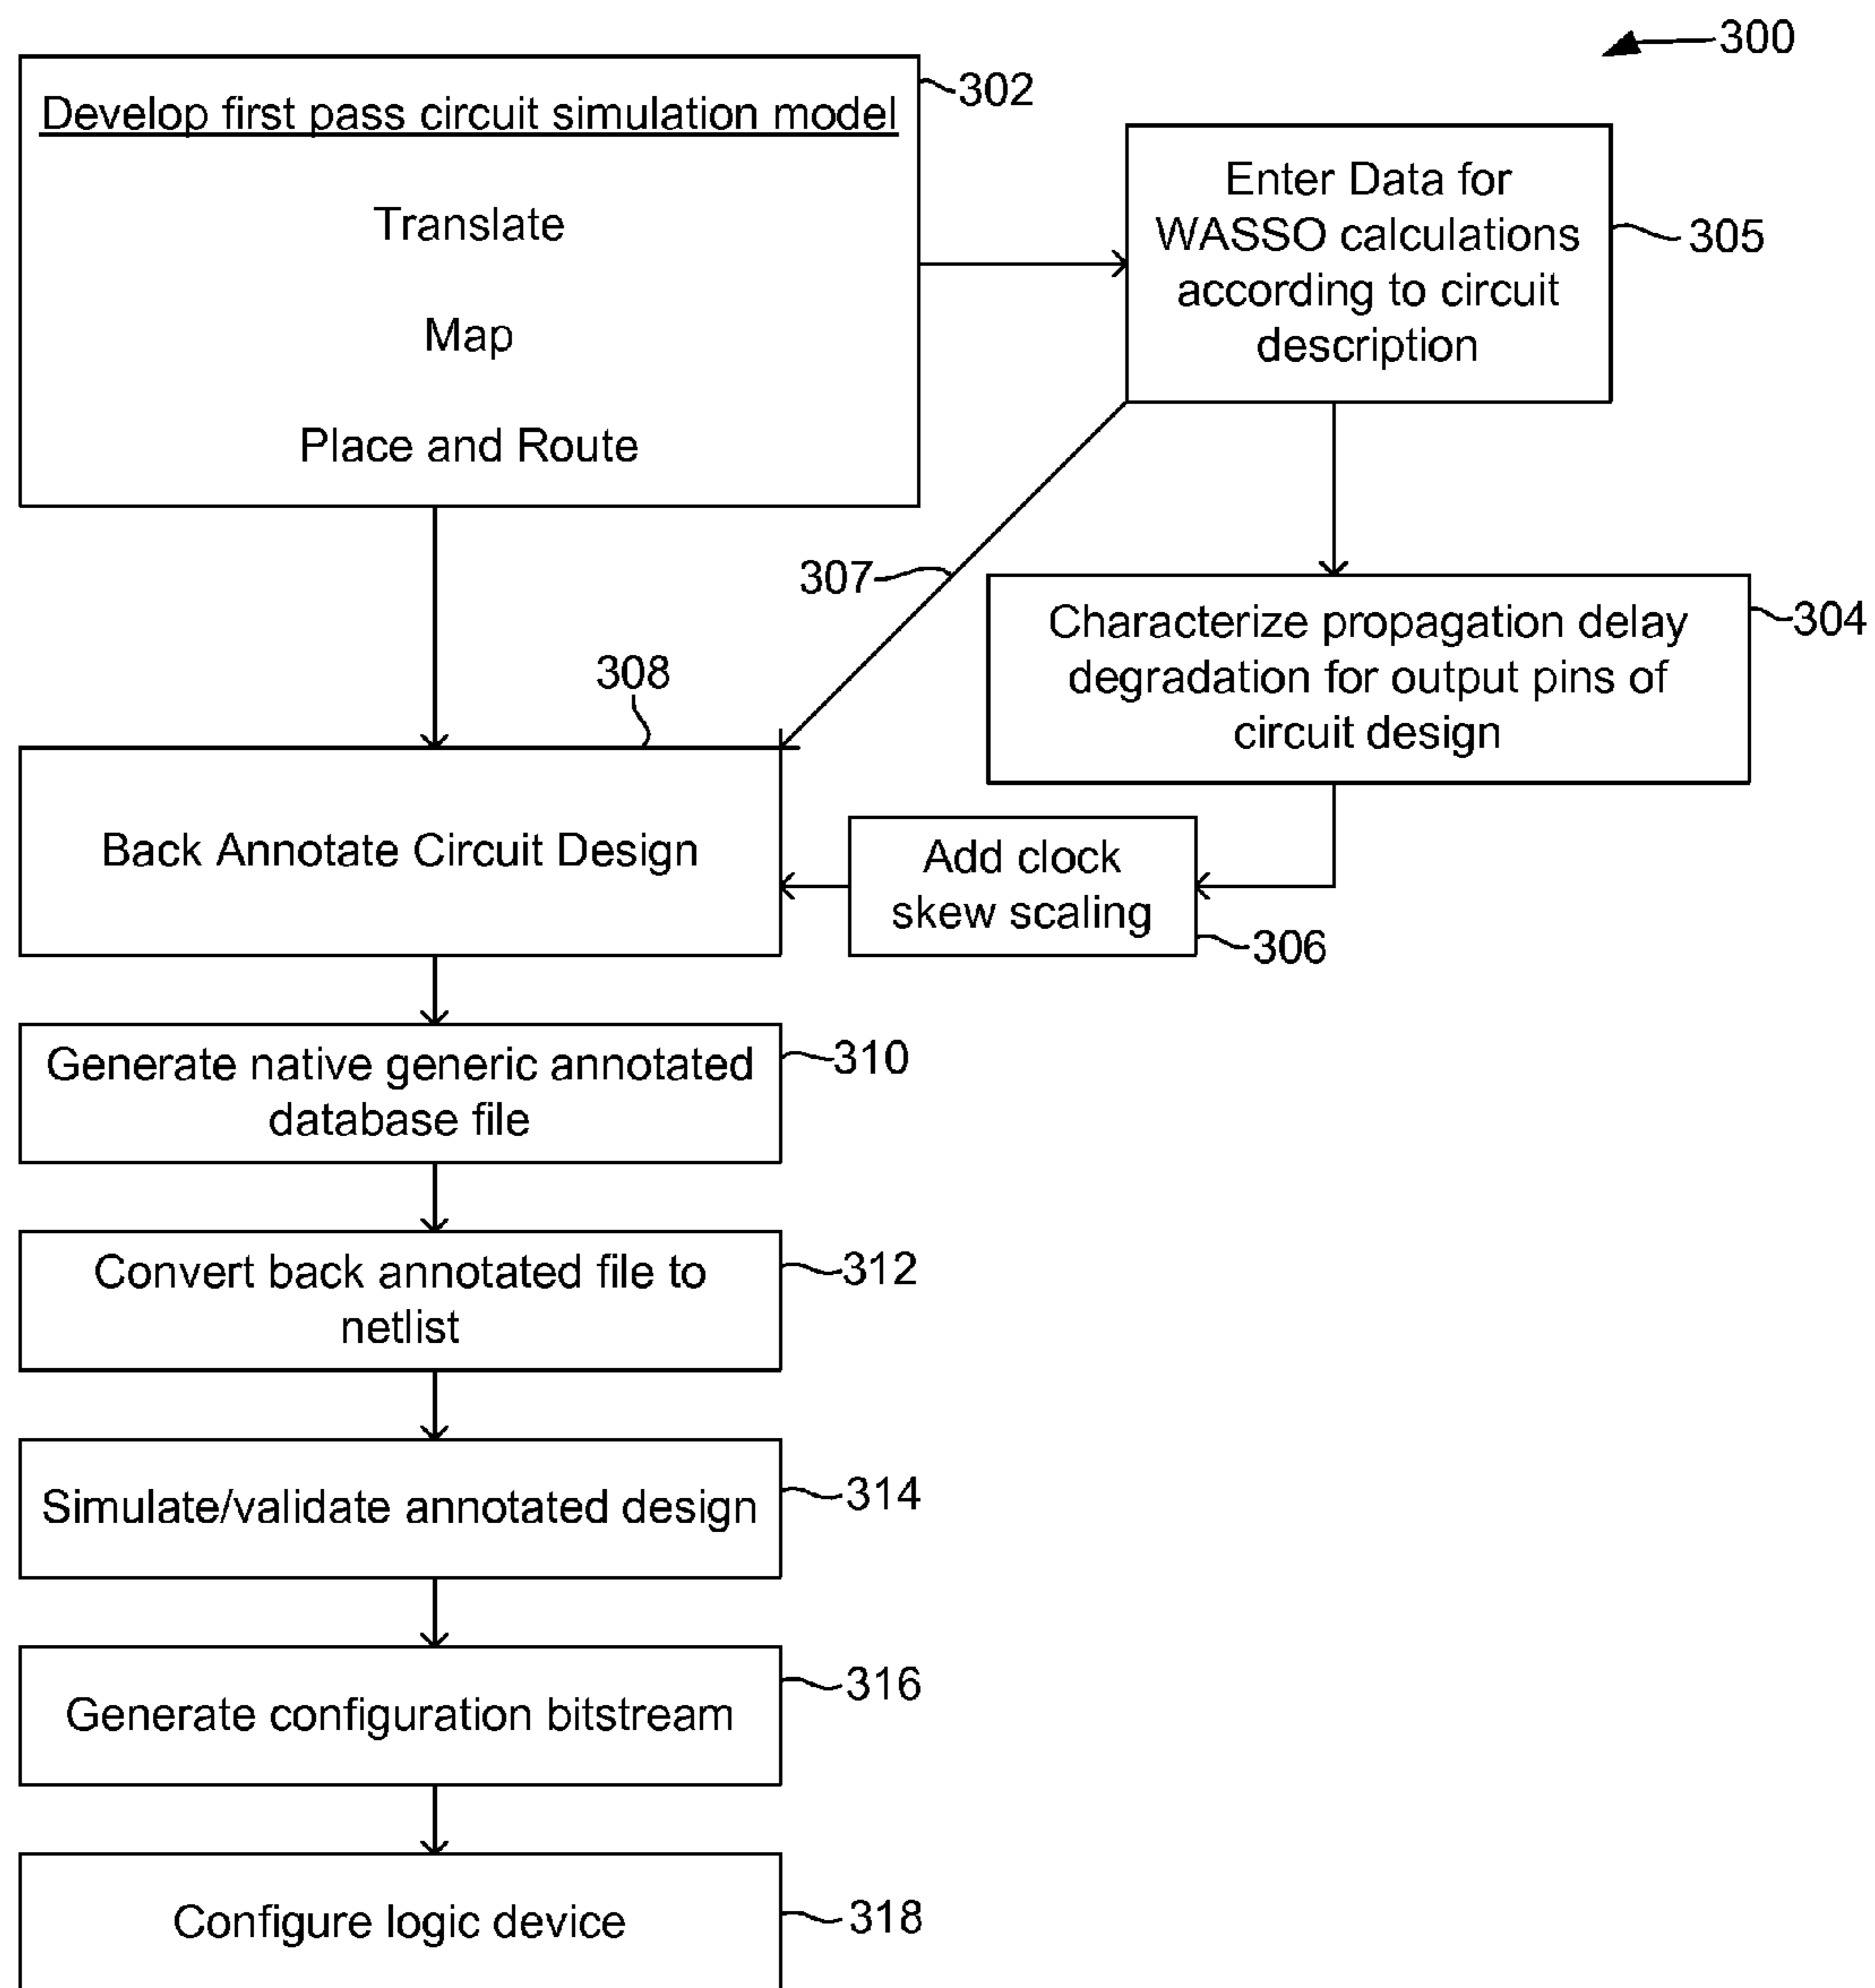 300
Develop first pass circuit simulation model
302
Translate
Map
Place and Route
Enter Data for
WASSO calculations
according to circuit
description
305
307
Characterize propagation delay
degradation for output pins of
circuit design
304
308
Back Annotate Circuit Design
Add clock
skew scaling
306
Generate native generic annotated
database file
310
Convert back annotated file to
netlist
312
Simulate/validate annotated design
314
Generate configuration bitstream
316
Configure logic device
318